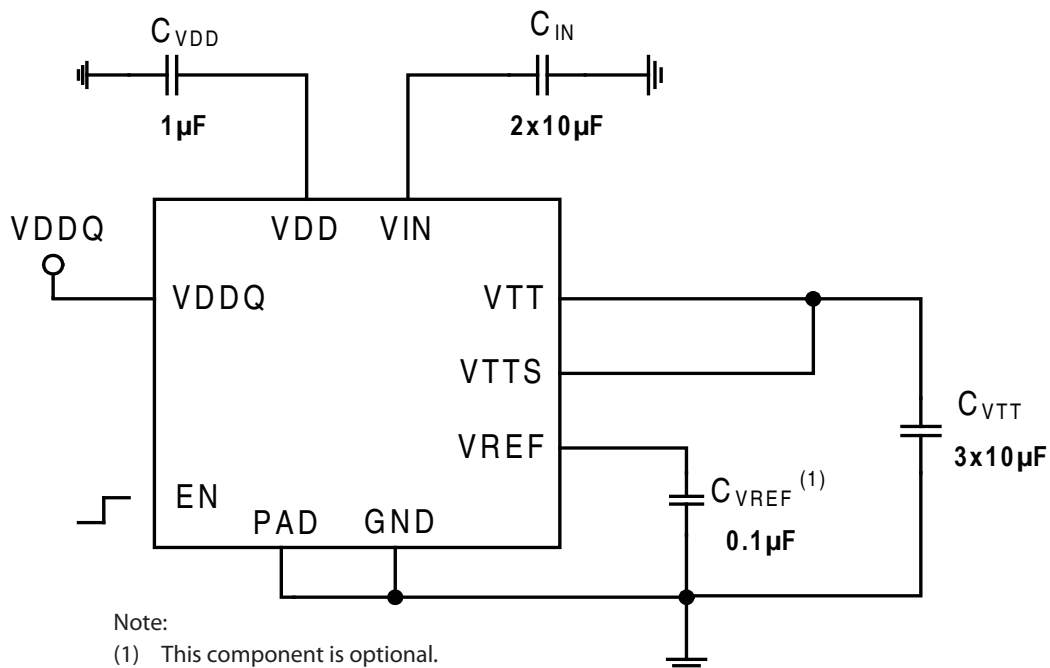 CVDD
1µF
CIN
2x10µF
VDDQ
VDD
VIN
VDDQ
VTT
VTTS
VREF
CVTT
3x10µF
CVREF (1)
0.1µF
EN
PAD
GND
Note:
(1) This component is optional.